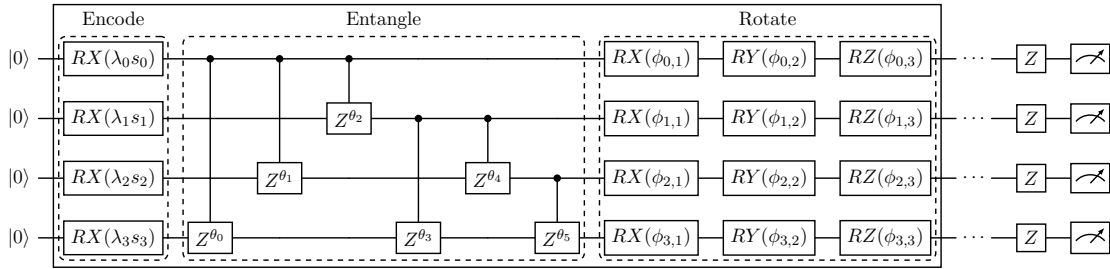 Encode Entangle Rotate
|0⟩ RX(λ₀s₀) RX(ϕ₀,₁) RY(ϕ₀,₂) RZ(ϕ₀,₃) ··· Z
|0⟩ RX(λ₁s₁) Z^θ₂ RX(ϕ₁,₁) RY(ϕ₁,₂) RZ(ϕ₁,₃) ··· Z
|0⟩ RX(λ₂s₂) Z^θ₁ Z^θ₄ RX(ϕ₂,₁) RY(ϕ₂,₂) RZ(ϕ₂,₃) ··· Z
|0⟩ RX(λ₃s₃) Z^θ₀ Z^θ₃ Z^θ₅ RX(ϕ₃,₁) RY(ϕ₃,₂) RZ(ϕ₃,₃) ··· Z